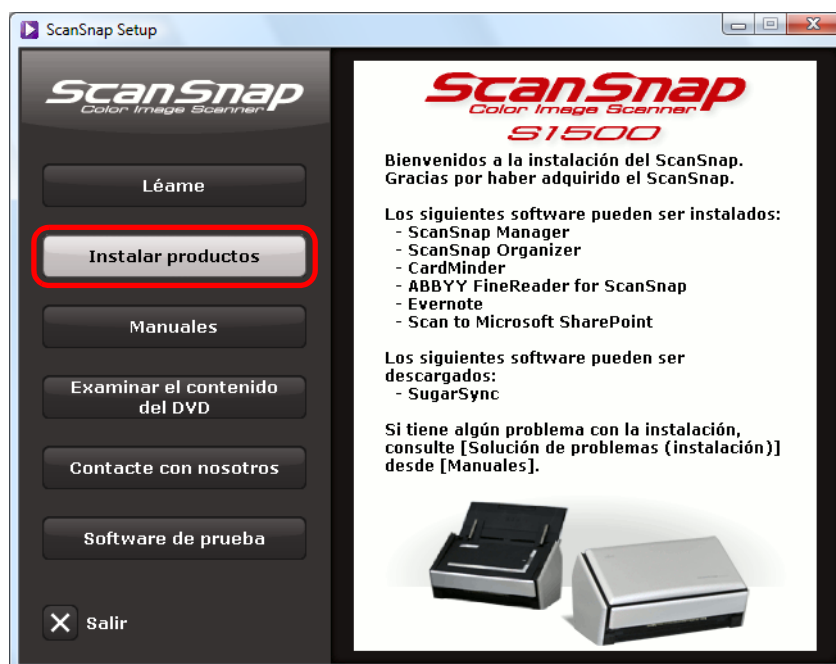 ScanSnap Setup
ScanSnap
Color Image Scanner
Léame
Instalar productos
Manuales
Examinar el contenido
del DVD
Contacte con nosotros
Software de prueba
Salir
ScanSnap
Color Image Scanner
S1500
Bienvenidos a la instalación del ScanSnap.
Gracias por haber adquirido el ScanSnap.
Los siguientes software pueden ser instalados:
- ScanSnap Manager
- ScanSnap Organizer
- CardMinder
- ABBYY FineReader for ScanSnap
- Evernote
- Scan to Microsoft SharePoint
Los siguientes software pueden ser
descargados:
- SugarSync
Si tiene algún problema con la instalación,
consulte [Solución de problemas (instalación)]
desde [Manuales].